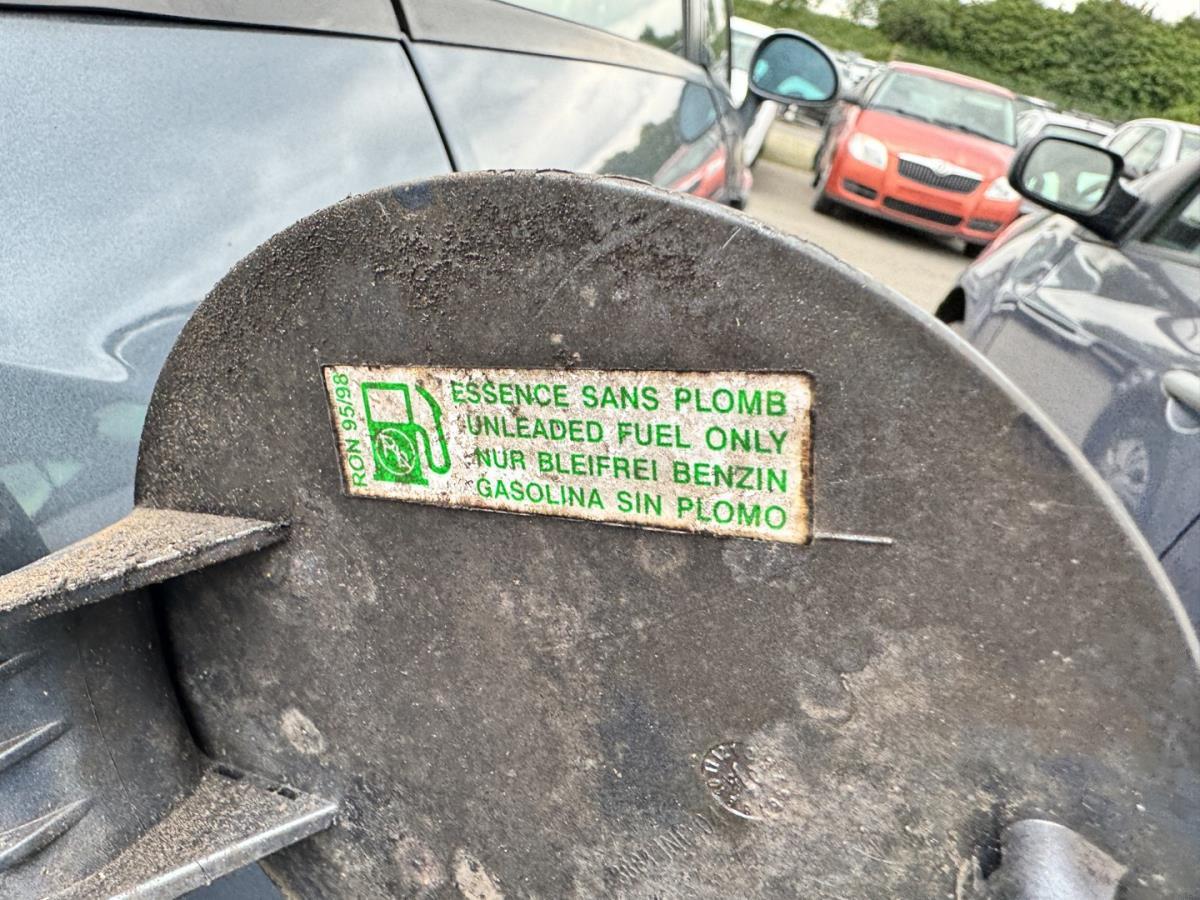 RON 95/98
ESSENCE SANS PLOMB
UNLEADED FUEL ONLY
NUR BLEIFREI BENZIN
GASOLINA SIN PLOMO